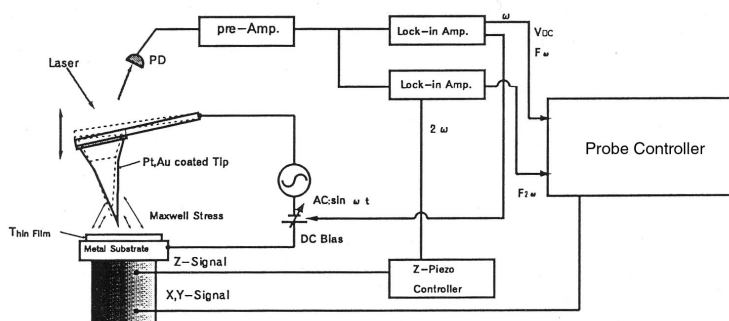 pre-Amp.
Lock-in Amp.
ω
VDC
Fω
PD
Laser
Lock-in Amp.
2 ω
Probe Controller
Pt,Au coated Tip
AC:sin ω t
F2ω
Maxwell Stress
Thin Film
DC Bias
Metal Substrate
Z-Signal
Z-Piezo
Controller
X,Y-Signal